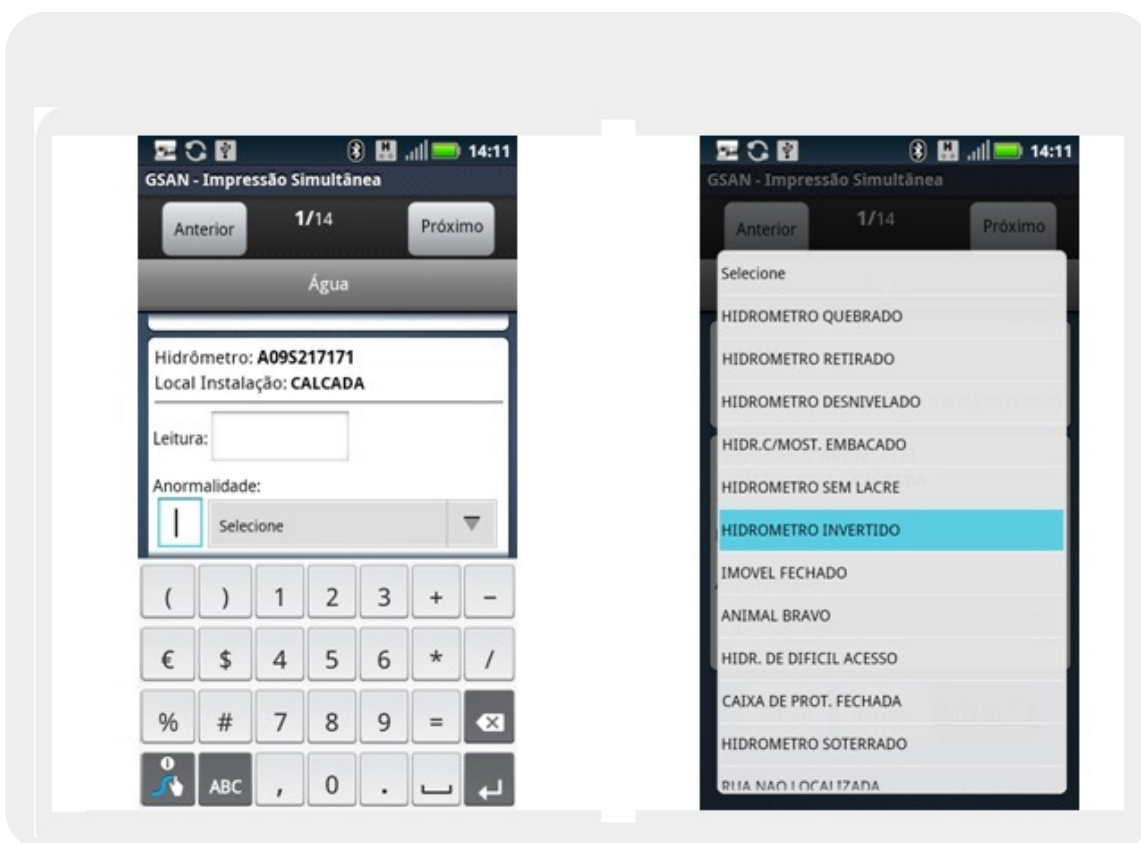 14:11
GSAN - Impressão Simultânea
Anterior
1/14
Próximo
Água
Hidrômetro: A09S217171
Local Instalação: CALCADA
Leitura:
Anormalidade:
Selecione
( ) 1 2 3 + -
€ $ 4 5 6 * /
% # 7 8 9 =
ABC , 0 .
14:11
GSAN - Impressão Simultânea
Anterior
1/14
Próximo
Selecione
HIDROMETRO QUEBRADO
HIDROMETRO RETIRADO
HIDROMETRO DESNIVELADO
HIDR.C/MOST. EMBACADO
HIDROMETRO SEM LACRE
HIDROMETRO INVERTIDO
IMOVEL FECHADO
ANIMAL BRAVO
HIDR. DE DIFICIL ACESSO
CAIXA DE PROT. FECHADA
HIDROMETRO SOTERRADO
RUA NAO LOCALIZADA